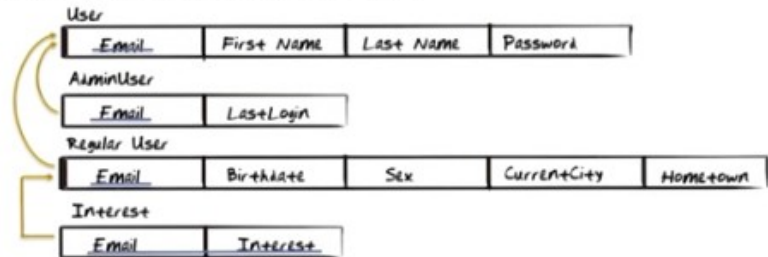 User
Email First Name Last Name Password
AdminUser
Email LastLogin
Regular User
Email Birthdate Sex CurrentCity Hometown
Interest
Email Interest